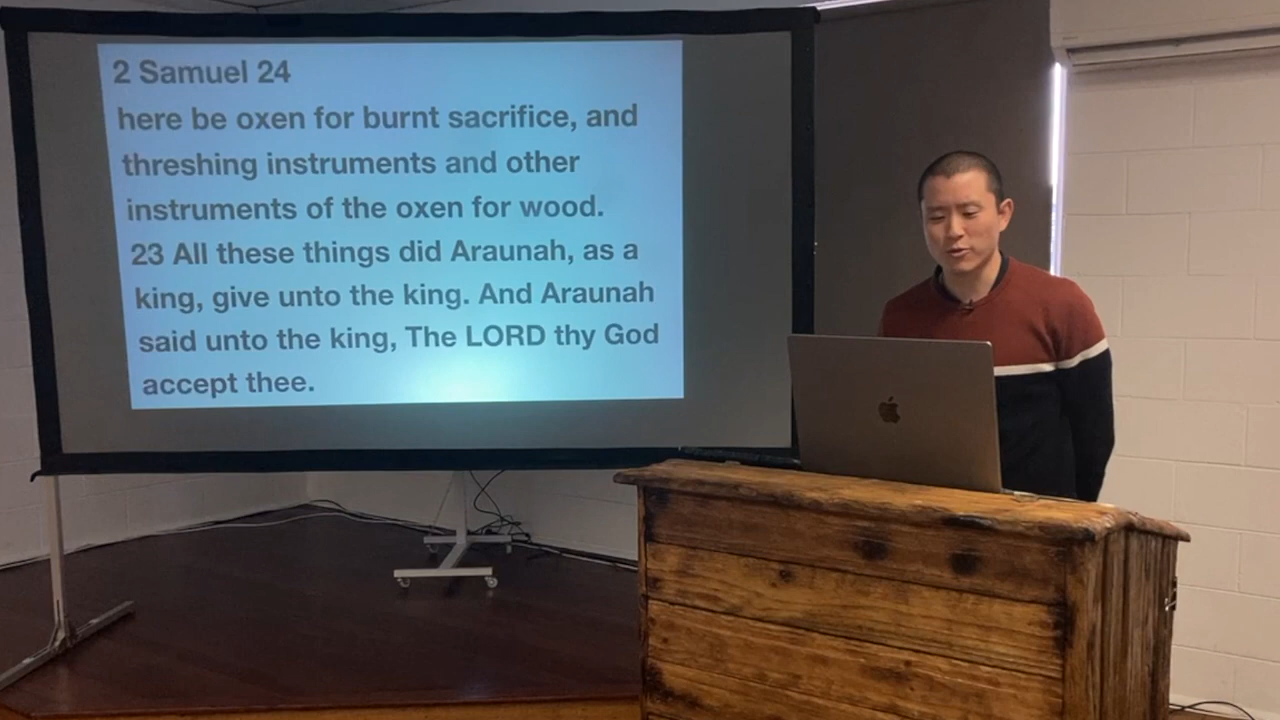 2 Samuel 24
here be oxen for burnt sacrifice, and
threshing instruments and other
instruments of the oxen for wood.
23 All these things did Araunah, as a
king, give unto the king. And Araunah
said unto the king, The LORD thy God
accept thee.